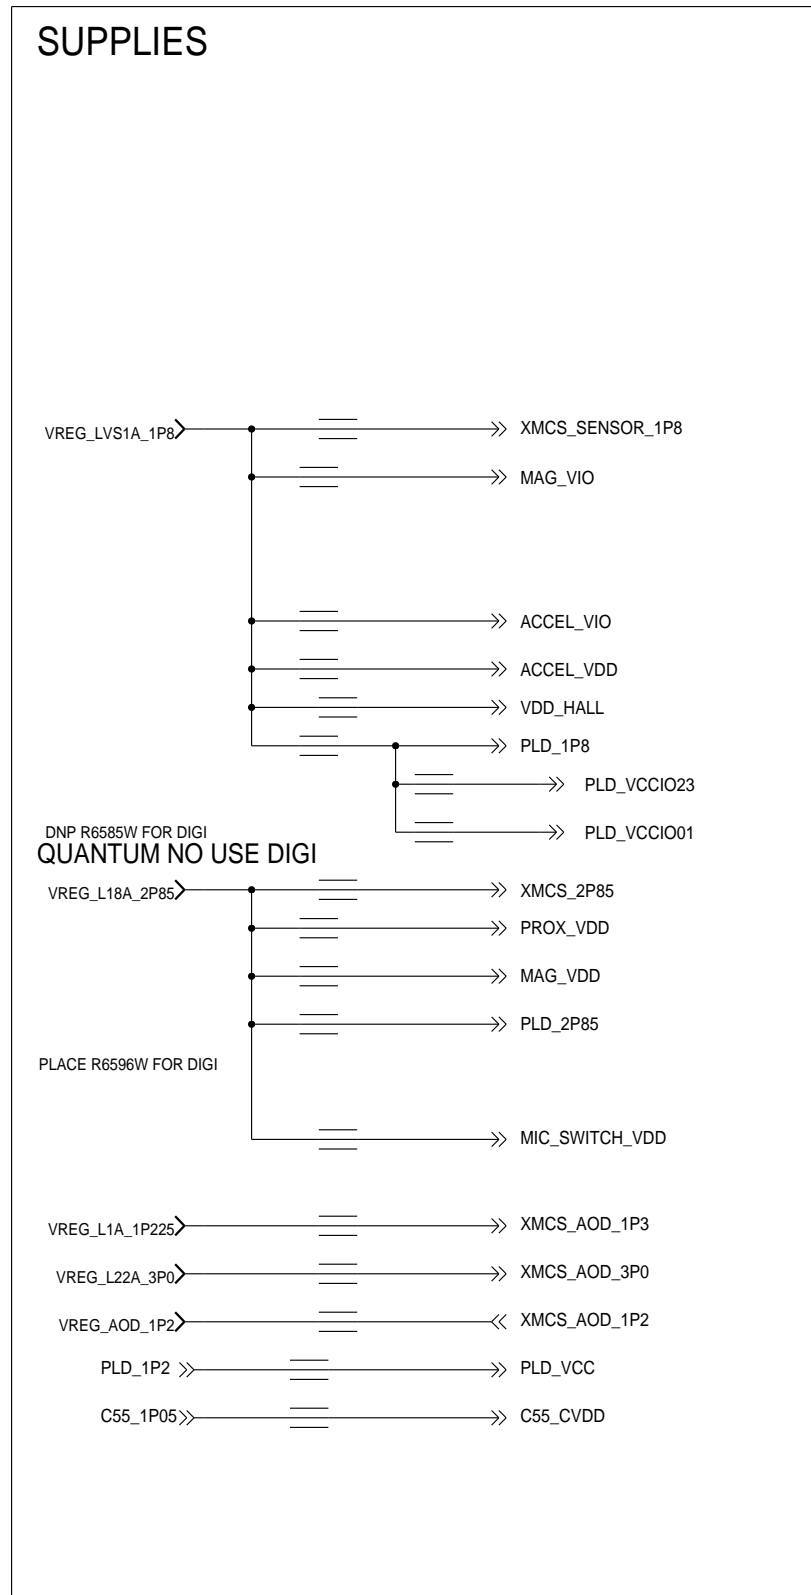 SUPPLIES
VREG_LVS1A_1P8
XMCS_SENSOR_1P8
MAG_VIO
ACCEL_VIO
ACCEL_VDD
VDD_HALL
PLD_1P8
PLD_VCCIO23
PLD_VCCIO01
DNP R6585W FOR DIGI
QUANTUM NO USE DIGI
VREG_L18A_2P85
XMCS_2P85
PROX_VDD
MAG_VDD
PLD_2P85
PLACE R6596W FOR DIGI
MIC_SWITCH_VDD
VREG_L1A_1P225
XMCS_AOD_1P3
VREG_L22A_3P0
XMCS_AOD_3P0
VREG_AOD_1P2
XMCS_AOD_1P2
PLD_1P2
PLD_VCC
C55_1P05
C55_CVDD